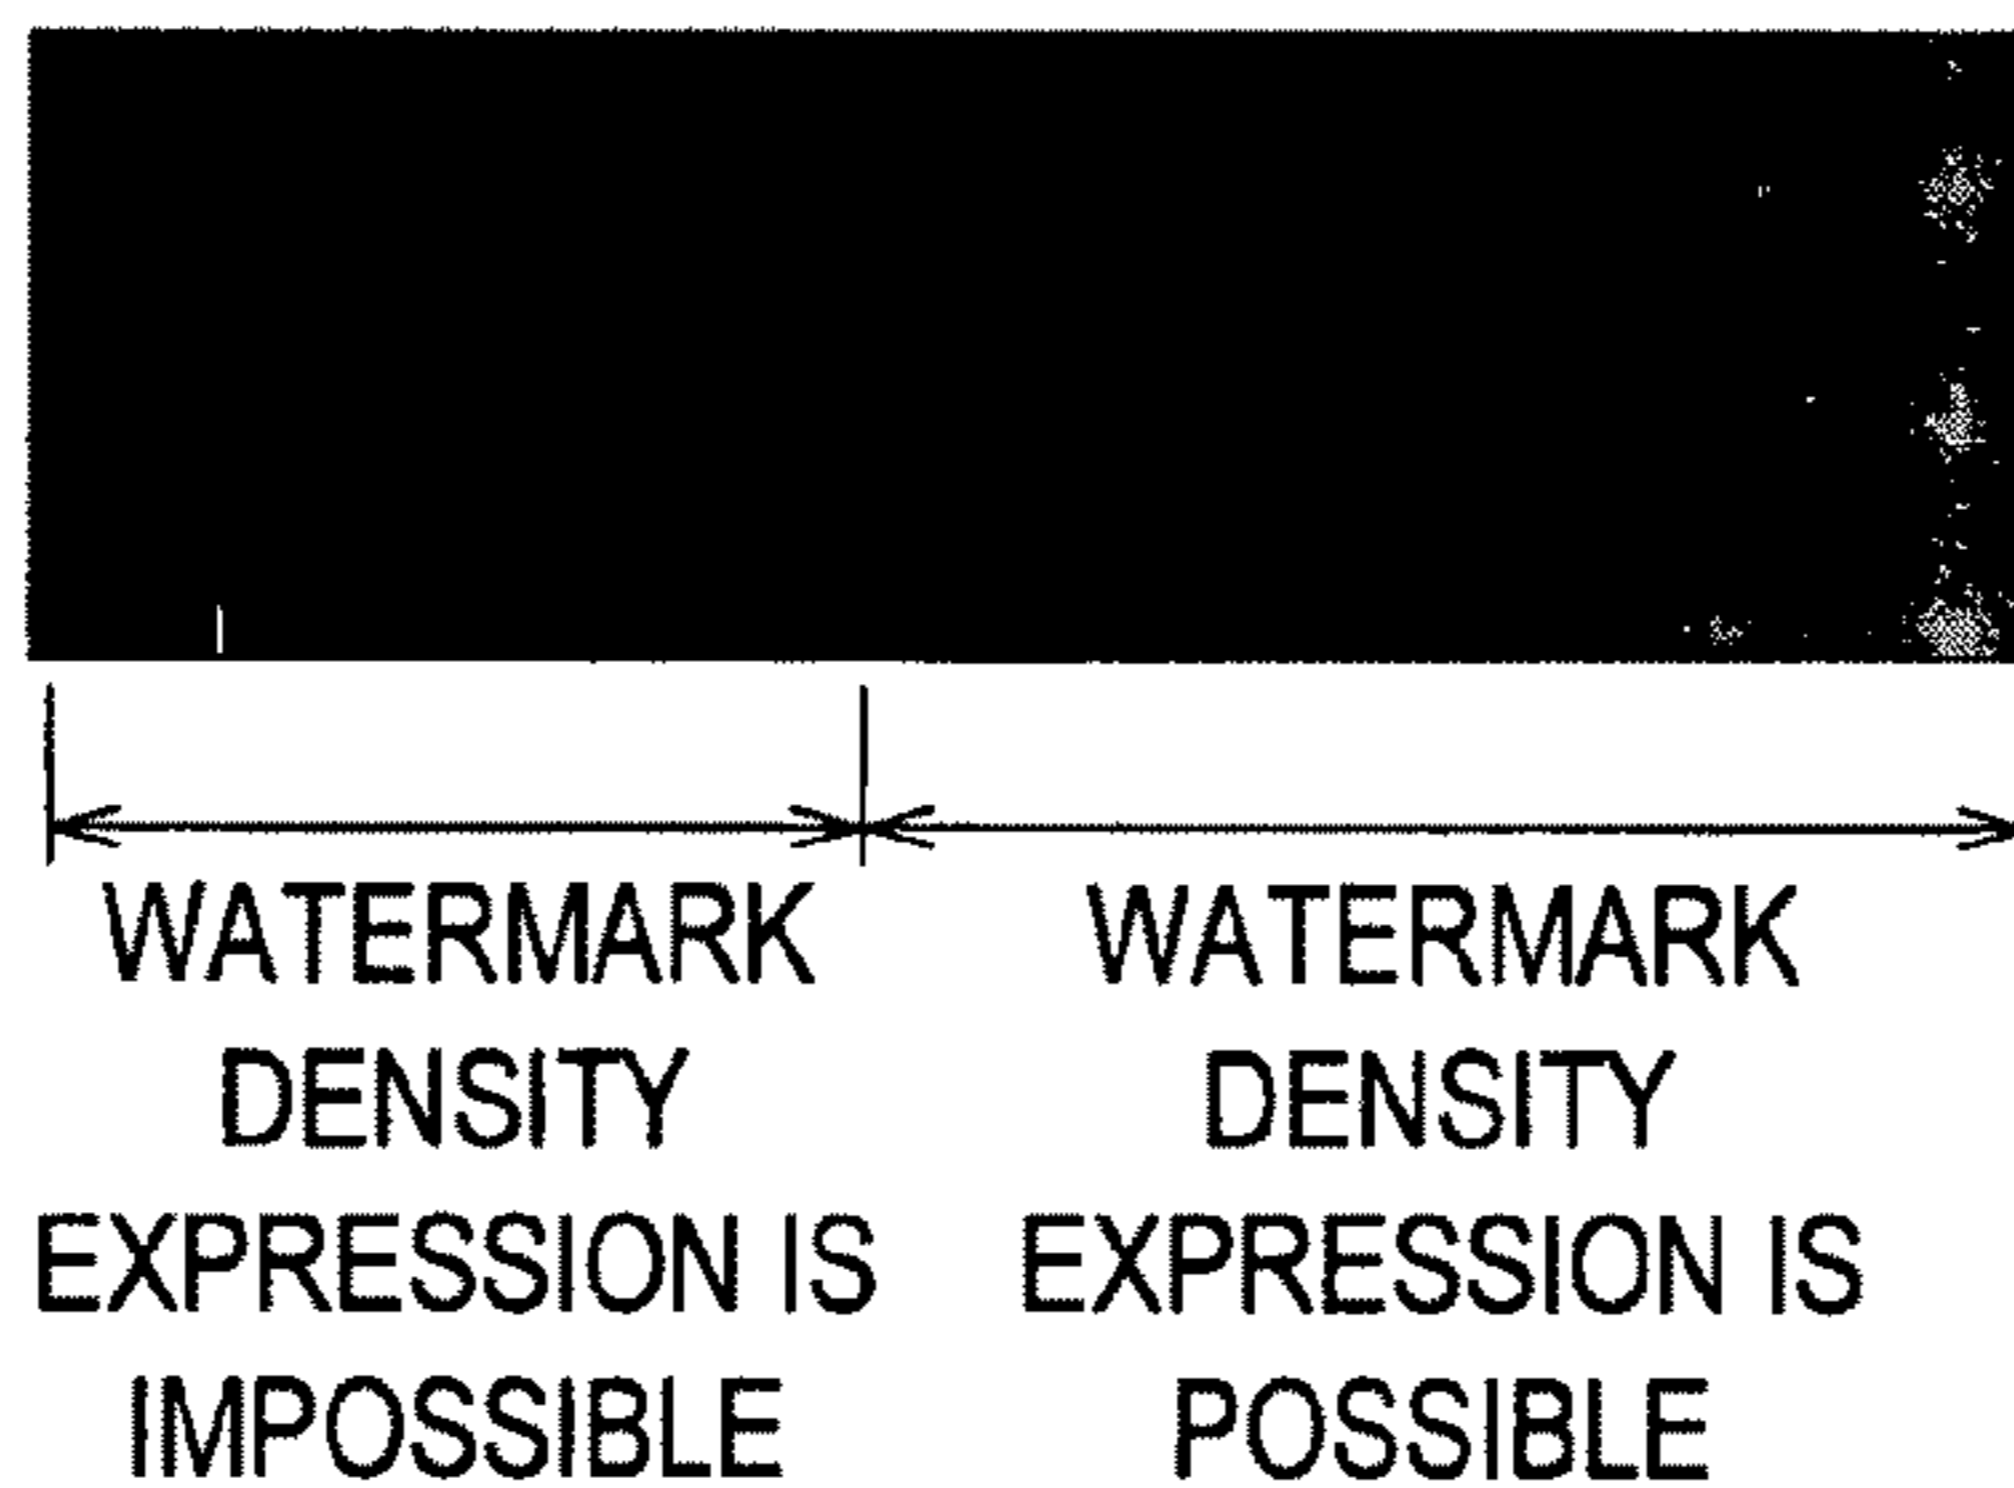 WATERMARK
DENSITY
EXPRESSION IS
IMPOSSIBLE
WATERMARK
DENSITY
EXPRESSION IS
POSSIBLE